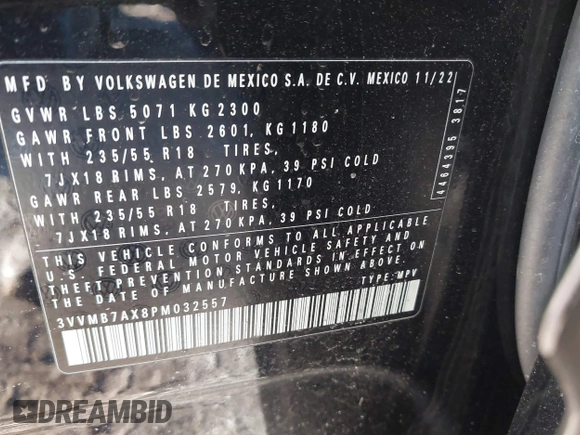 MFD BY VOLKSWAGEN DE MEXICO S.A. DE C.V. MEXICO 11/22
GVWR LBS 5071 KG 2300
GAWR FRONT LBS 2601, KG 1180
WITH 235/55 R18 TIRES,
7JX18 RIMS, AT 270 KPA, 39 PSI COLD
GAWR REAR LBS 2579, KG 1170
WITH 235/55 R18 TIRES,
7JX18 RIMS, AT 270 KPA, 39 PSI COLD
THIS VEHICLE CONFORMS TO ALL APPLICABLE
U.S. FEDERAL MOTOR VEHICLE SAFETY AND
THEFT PREVENTION STANDARDS IN EFFECT ON
THE DATE OF MANUFACTURE SHOWN ABOVE.
3VVMB7AX8PM032557 TYPE: MPV
4464395 3817
DREAMBID